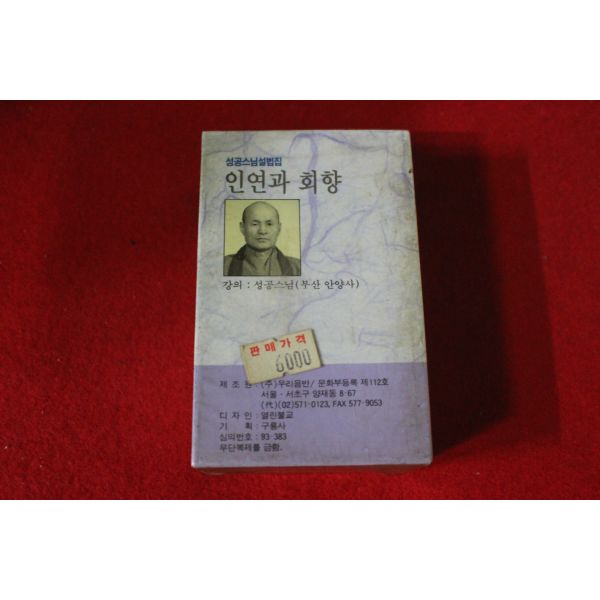 성공스님설법집
인연과 회향
강의 : 성공스님(부산 안양사)
판매가격
6000
제 조 원 : (주)우리음반/ 문화부등록 제112호
서울·서초구 양재동 8-67
(代)(02)571-0123, FAX 577-9053
디 자 인 : 열린불교
기 획 : 구룡사
심의번호 : 93-383
무단복제를 금함.